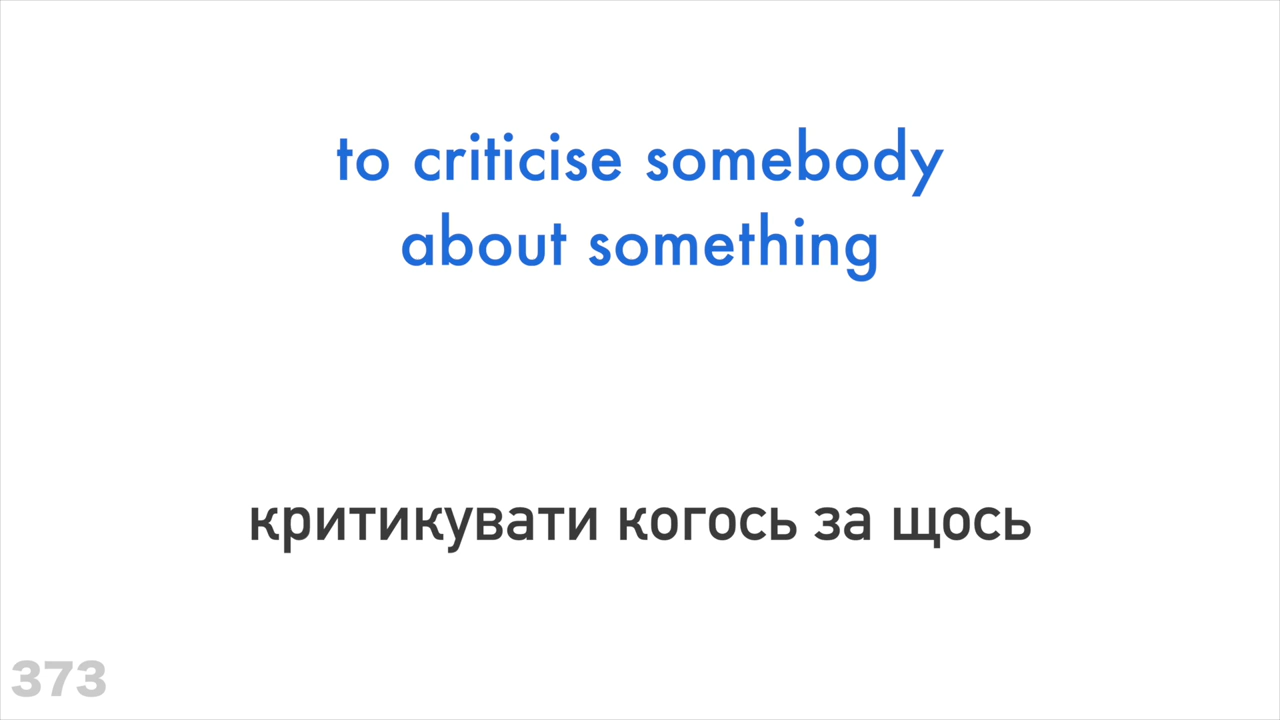 to criticise somebody
about something
критикувати когось за щось
373